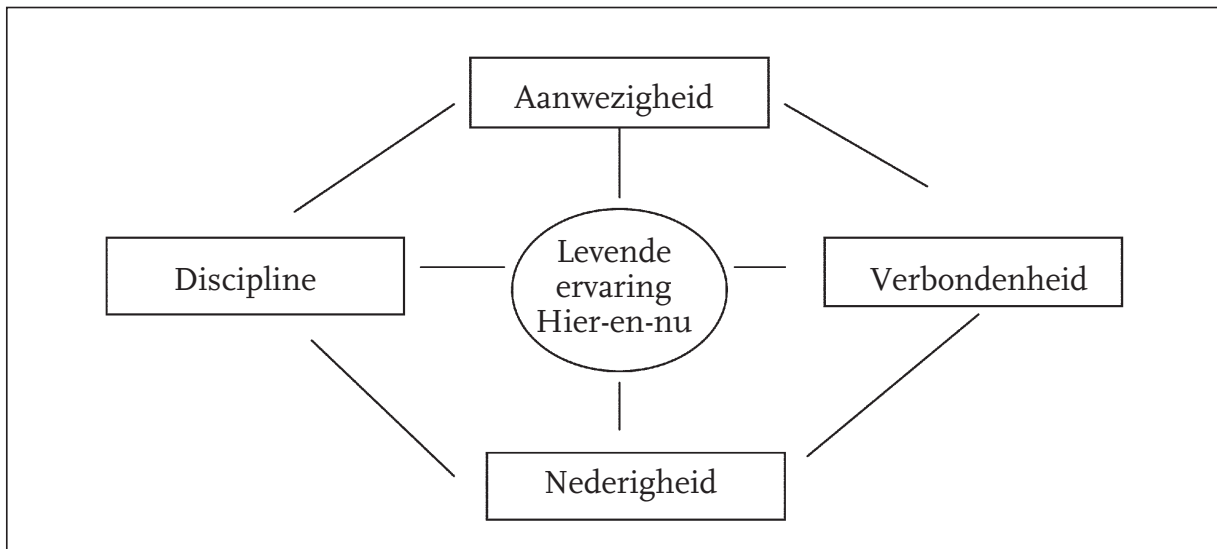 Aanwezigheid
Discipline
Levende
ervaring
Hier-en-nu
Verbondenheid
Nederigheid